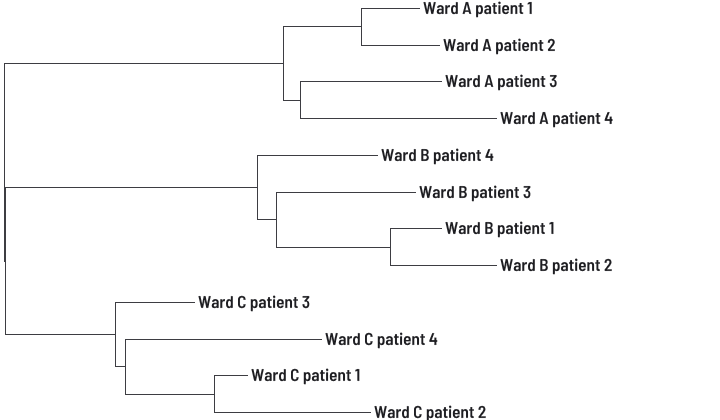 Ward A patient 1
Ward A patient 2
Ward A patient 3
Ward A patient 4
Ward B patient 4
Ward B patient 3
Ward B patient 1
Ward B patient 2
Ward C patient 3
Ward C patient 4
Ward C patient 1
Ward C patient 2